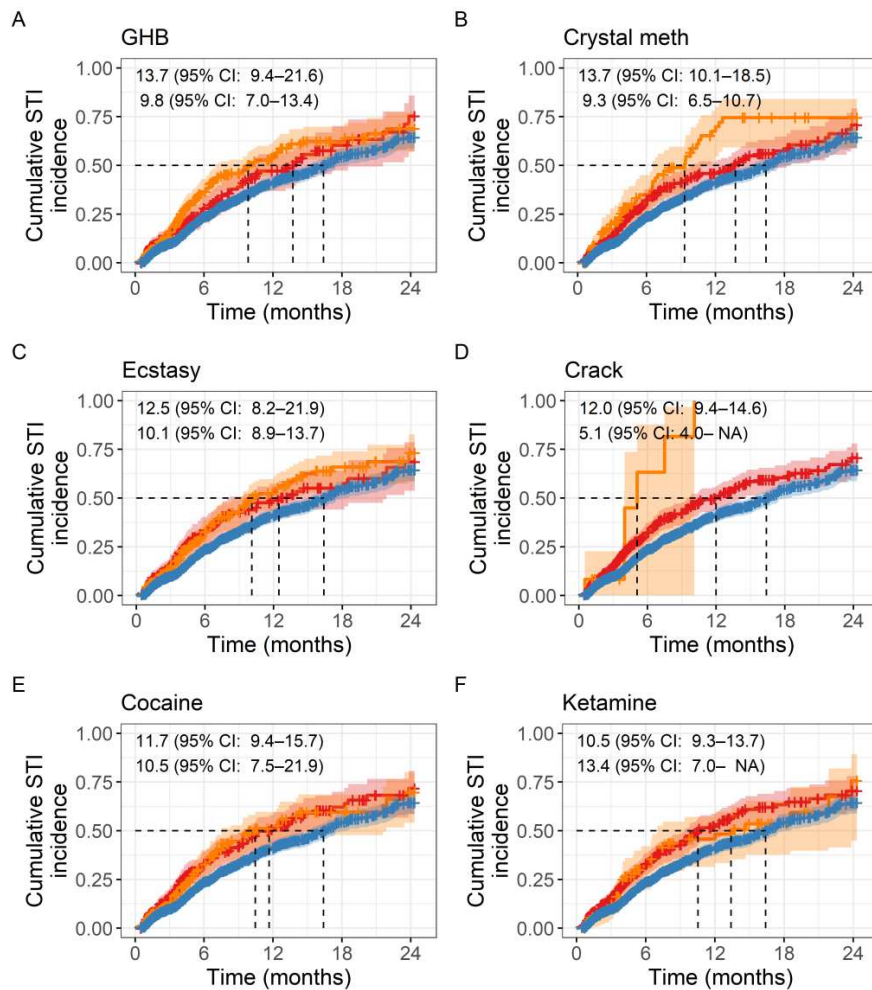 A
GHB
13.7 (95% CI: 9.4–21.6)
9.8 (95% CI: 7.0–13.4)
1.00
0.75
0.50
0.25
0.00
Cumulative STI
incidence
0 6 12 18 24
Time (months)
B
Crystal meth
13.7 (95% CI: 10.1–18.5)
9.3 (95% CI: 6.5–10.7)
1.00
0.75
0.50
0.25
0.00
Cumulative STI
incidence
0 6 12 18 24
Time (months)
C
Ecstasy
12.5 (95% CI: 8.2–21.9)
10.1 (95% CI: 8.9–13.7)
1.00
0.75
0.50
0.25
0.00
Cumulative STI
incidence
0 6 12 18 24
Time (months)
D
Crack
12.0 (95% CI: 9.4–14.6)
5.1 (95% CI: 4.0– NA)
1.00
0.75
0.50
0.25
0.00
Cumulative STI
incidence
0 6 12 18 24
Time (months)
E
Cocaine
11.7 (95% CI: 9.4–15.7)
10.5 (95% CI: 7.5–21.9)
1.00
0.75
0.50
0.25
0.00
Cumulative STI
incidence
0 6 12 18 24
Time (months)
F
Ketamine
10.5 (95% CI: 9.3–13.7)
13.4 (95% CI: 7.0– NA)
1.00
0.75
0.50
0.25
0.00
Cumulative STI
incidence
0 6 12 18 24
Time (months)